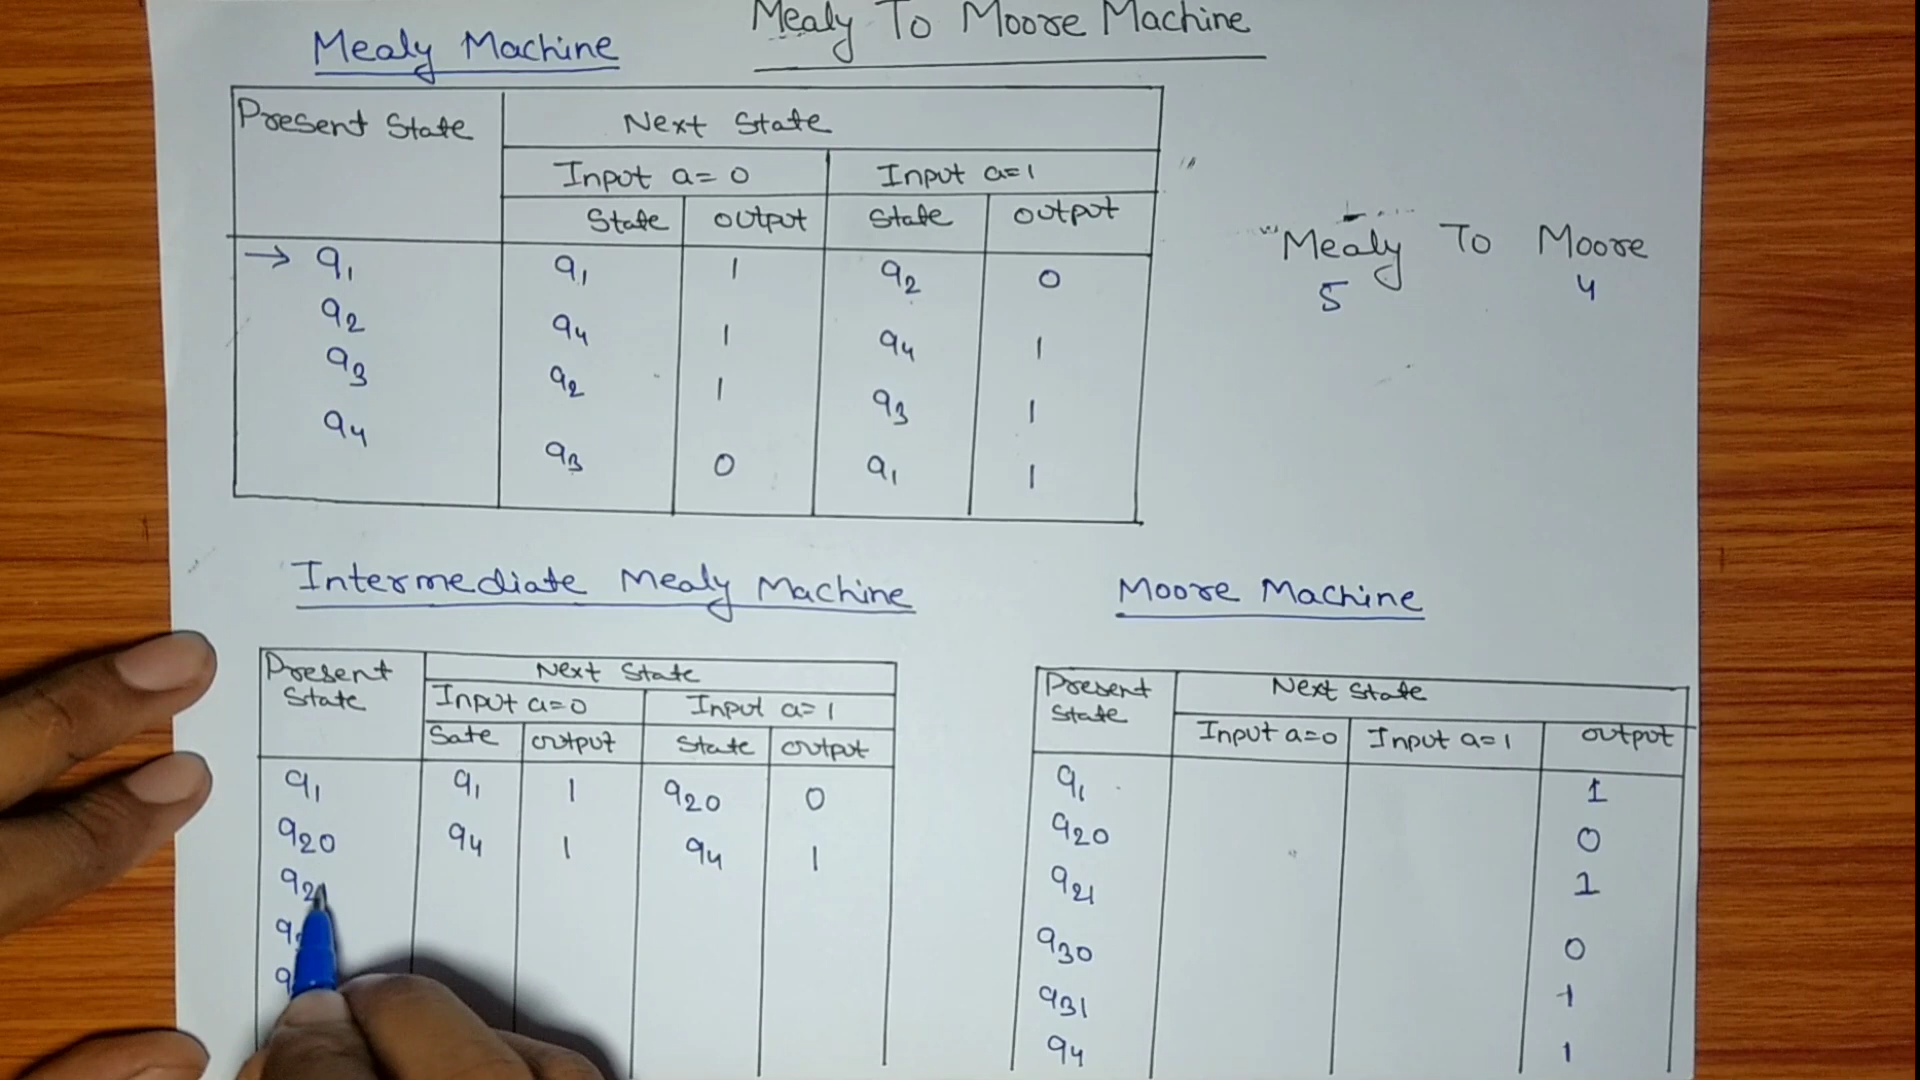 Mealy To Moore Machine
Mealy Machine
Present State Next State
Input a=0 Input a=1
State output State output
→ q1 q1 1 q2 0
q2 q4 1 q4 1
q3 q2 1 q3 1
q4 q3 0 q1 1
Mealy To Moore
5 4
Intermediate Mealy Machine
Present State Next State
Input a=0 Input a=1
Sate output State output
q1 q1 1 q20 0
q20 q4 1 q4 1
Moore Machine
Present State Next State
Input a=0 Input a=1 output
q1 1
q20 0
q21 1
q30 0
q31 1
q4 1